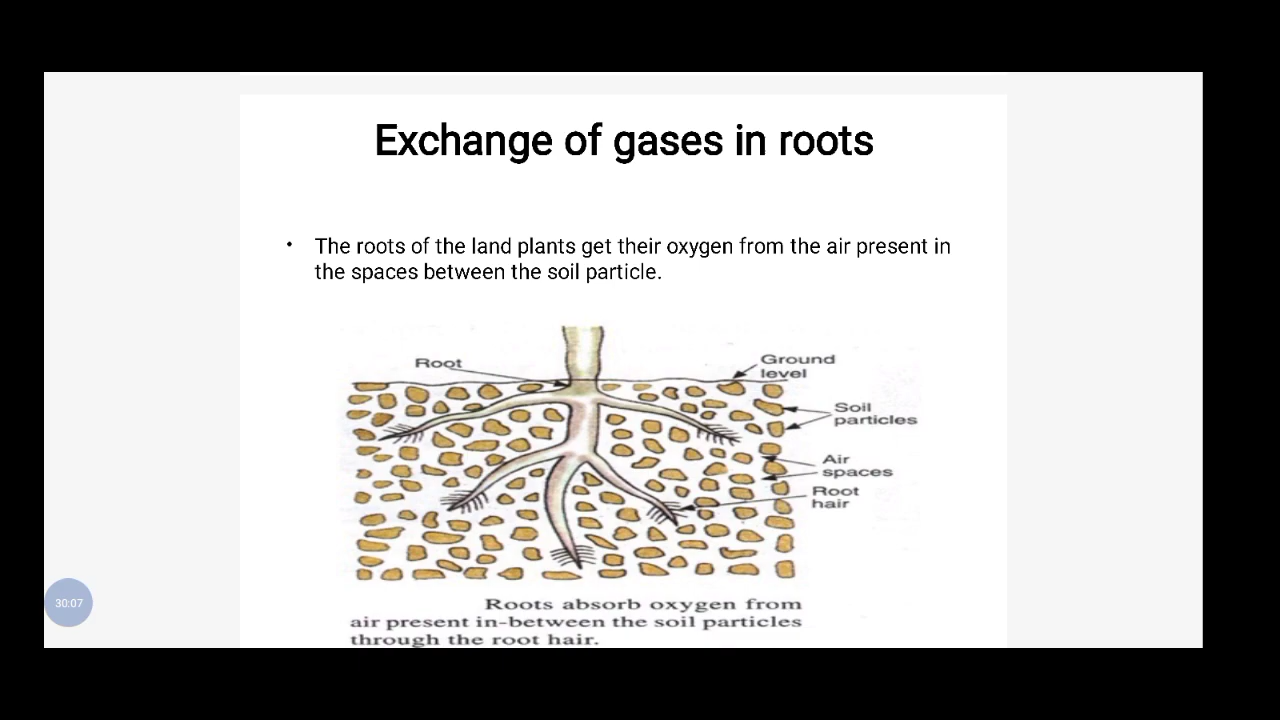 Exchange of gases in roots
• The roots of the land plants get their oxygen from the air present in
the spaces between the soil particle.
Root
Ground
level
Soil
particles
Air
spaces
Root
hair
30:07
Roots absorb oxygen from
air present in-between the soil particles
through the root hair.